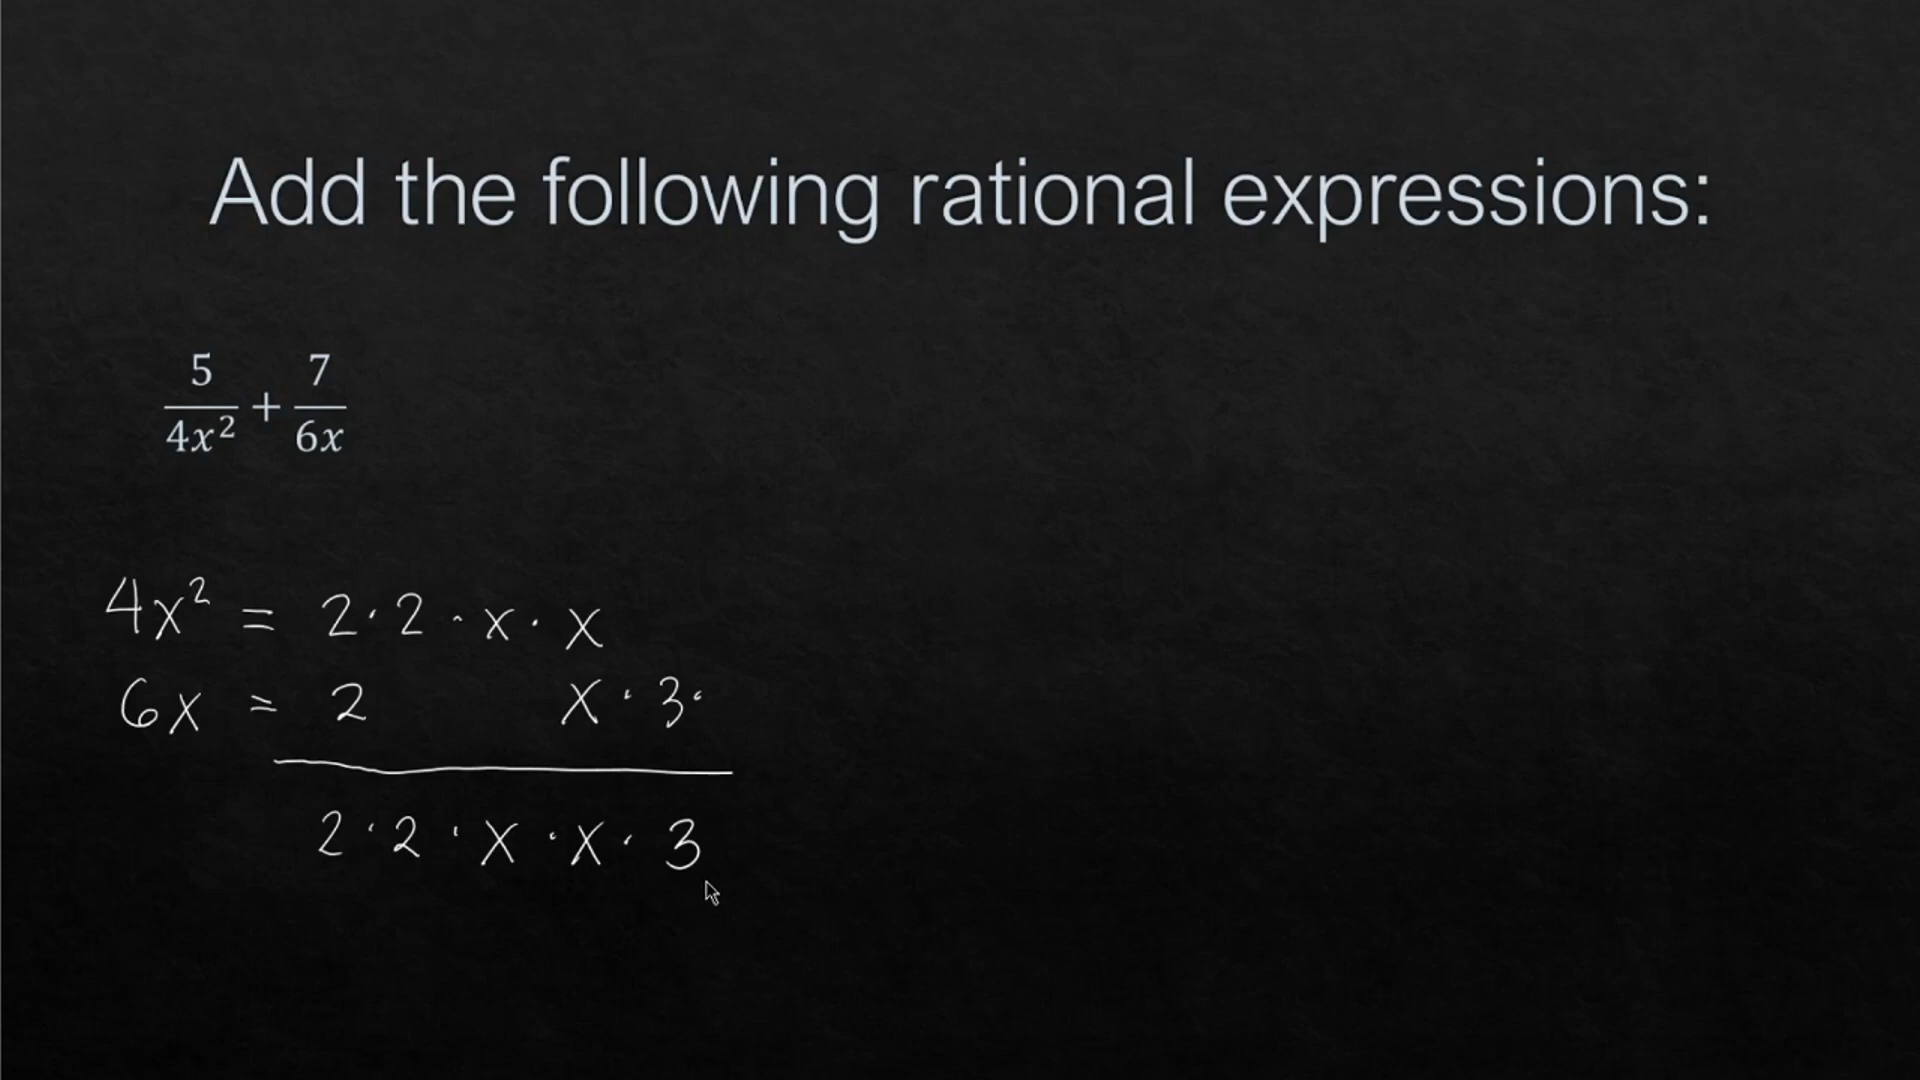 Add the following rational expressions:
5/4x² + 7/6x
4x² = 2·2·x·x
6x = 2 x·3·
2·2·x·x·3